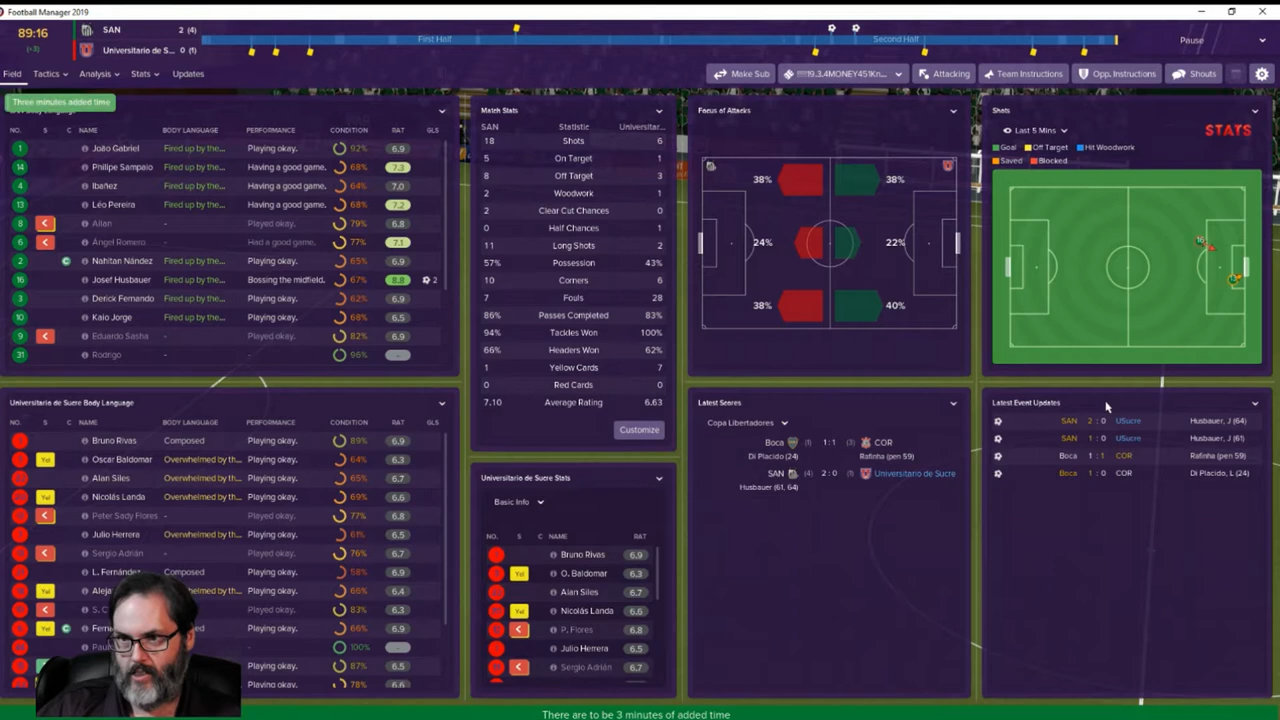 Football Manager 2019
89:16
(+3)
SAN 2 (4)
Universitario de S... 0 (1)
First Half
Second Half
Pause
Field Tactics Analysis Stats Updates
Make Sub
Attacking
Team Instructions
Opp. Instructions
Shouts
Three minutes added time
NO. S C NAME BODY LANGUAGE PERFORMANCE CONDITION RAT GLS
1 João Gabriel Fired up by the... Playing okay. 92% 6.9
14 Philipe Sampaio Fired up by the... Having a good game. 68% 7.3
4 Ibañez Fired up by the... Having a good game. 64% 7.0
13 Léo Pereira Fired up by the... Having a good game. 68% 7.2
8 Allan - Played okay. 79% 6.8
6 Ángel Romero - Had a good game. 77% 7.1
2 C Nahitan Nández Fired up by the... Playing okay. 65% 6.9
16 Josef Husbauer Fired up by the... Bossing the midfield. 67% 8.8 2
3 Derick Fernando Fired up by the... Playing okay. 62% 6.9
10 Kaio Jorge Fired up by the... Playing okay. 68% 6.5
9 Eduardo Sasha - Played okay. 82% 6.9
31 Rodrigo - - 96% -
Match Stats
SAN Statistic Universitar...
18 Shots 6
5 On Target 1
8 Off Target 3
2 Woodwork 1
2 Clear Cut Chances 0
0 Half Chances 1
11 Long Shots 2
57% Possession 43%
10 Corners 6
7 Fouls 28
86% Passes Completed 83%
94% Tackles Won 100%
66% Headers Won 62%
1 Yellow Cards 7
0 Red Cards 0
7.10 Average Rating 6.63
Customize
Focus of Attacks
38% 38%
24% 22%
38% 40%
Shots
Last 5 Mins
STATS
Goal Off Target Hit Woodwork
Saved Blocked
16
Universitario de Sucre Body Language
NO. S C NAME BODY LANGUAGE PERFORMANCE CONDITION RAT GLS
Bruno Rivas Composed Playing okay. 89% 6.9
Yel Oscar Baldomar Overwhelmed by th... Playing okay. 64% 6.3
Alan Siles Overwhelmed by th... Playing okay. 65% 6.7
Yel Nicolás Landa Overwhelmed by th... Playing okay. 69% 6.6
Peter Sady Flores - Played okay. 77% 6.8
Julio Herrera Overwhelmed by th... Playing okay. 61% 6.5
Sergio Adrián - Played okay. 76% 6.7
L. Fernández Composed Playing okay. 58% 6.9
Yel Playing okay. 66% 6.4
Played okay. 83% 6.3
Yel C Playing okay. 66% 6.9
- 100% -
Playing okay. 87% 6.5
Playing okay. 78% 6.6
Universitario de Sucre Stats
Basic Info
NO. S C NAME RAT
Bruno Rivas 6.9
Yel O. Baldomar 6.3
Alan Siles 6.7
Yel Nicolás Landa 6.6
P. Flores 6.8
Julio Herrera 6.5
Sergio Adrián 6.7
Latest Scores
Copa Libertadores
Boca (1) 1:1 (3) COR
Di Placido (24) Rafinha (pen 59)
SAN (4) 2:0 (1) Universitario de Sucre
Husbauer (61, 64)
Latest Event Updates
SAN 2 : 0 USucre Husbauer, J (64)
SAN 1 : 0 USucre Husbauer, J (61)
Boca 1 : 1 COR Rafinha (pen 59)
Boca 1 : 0 COR Di Placido, L (24)
There are to be 3 minutes of added time